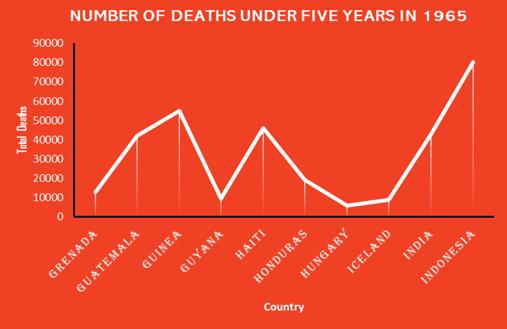 NUMBER OF DEATHS UNDER FIVE YEARS IN 1965
Total Deaths
90000
80000
70000
60000
50000
40000
30000
20000
10000
0
GRENADA
GUATEMALA
GUINEA
GUYANA
HAITI
HONDURAS
HUNGARY
ICELAND
INDIA
INDONESIA
Country